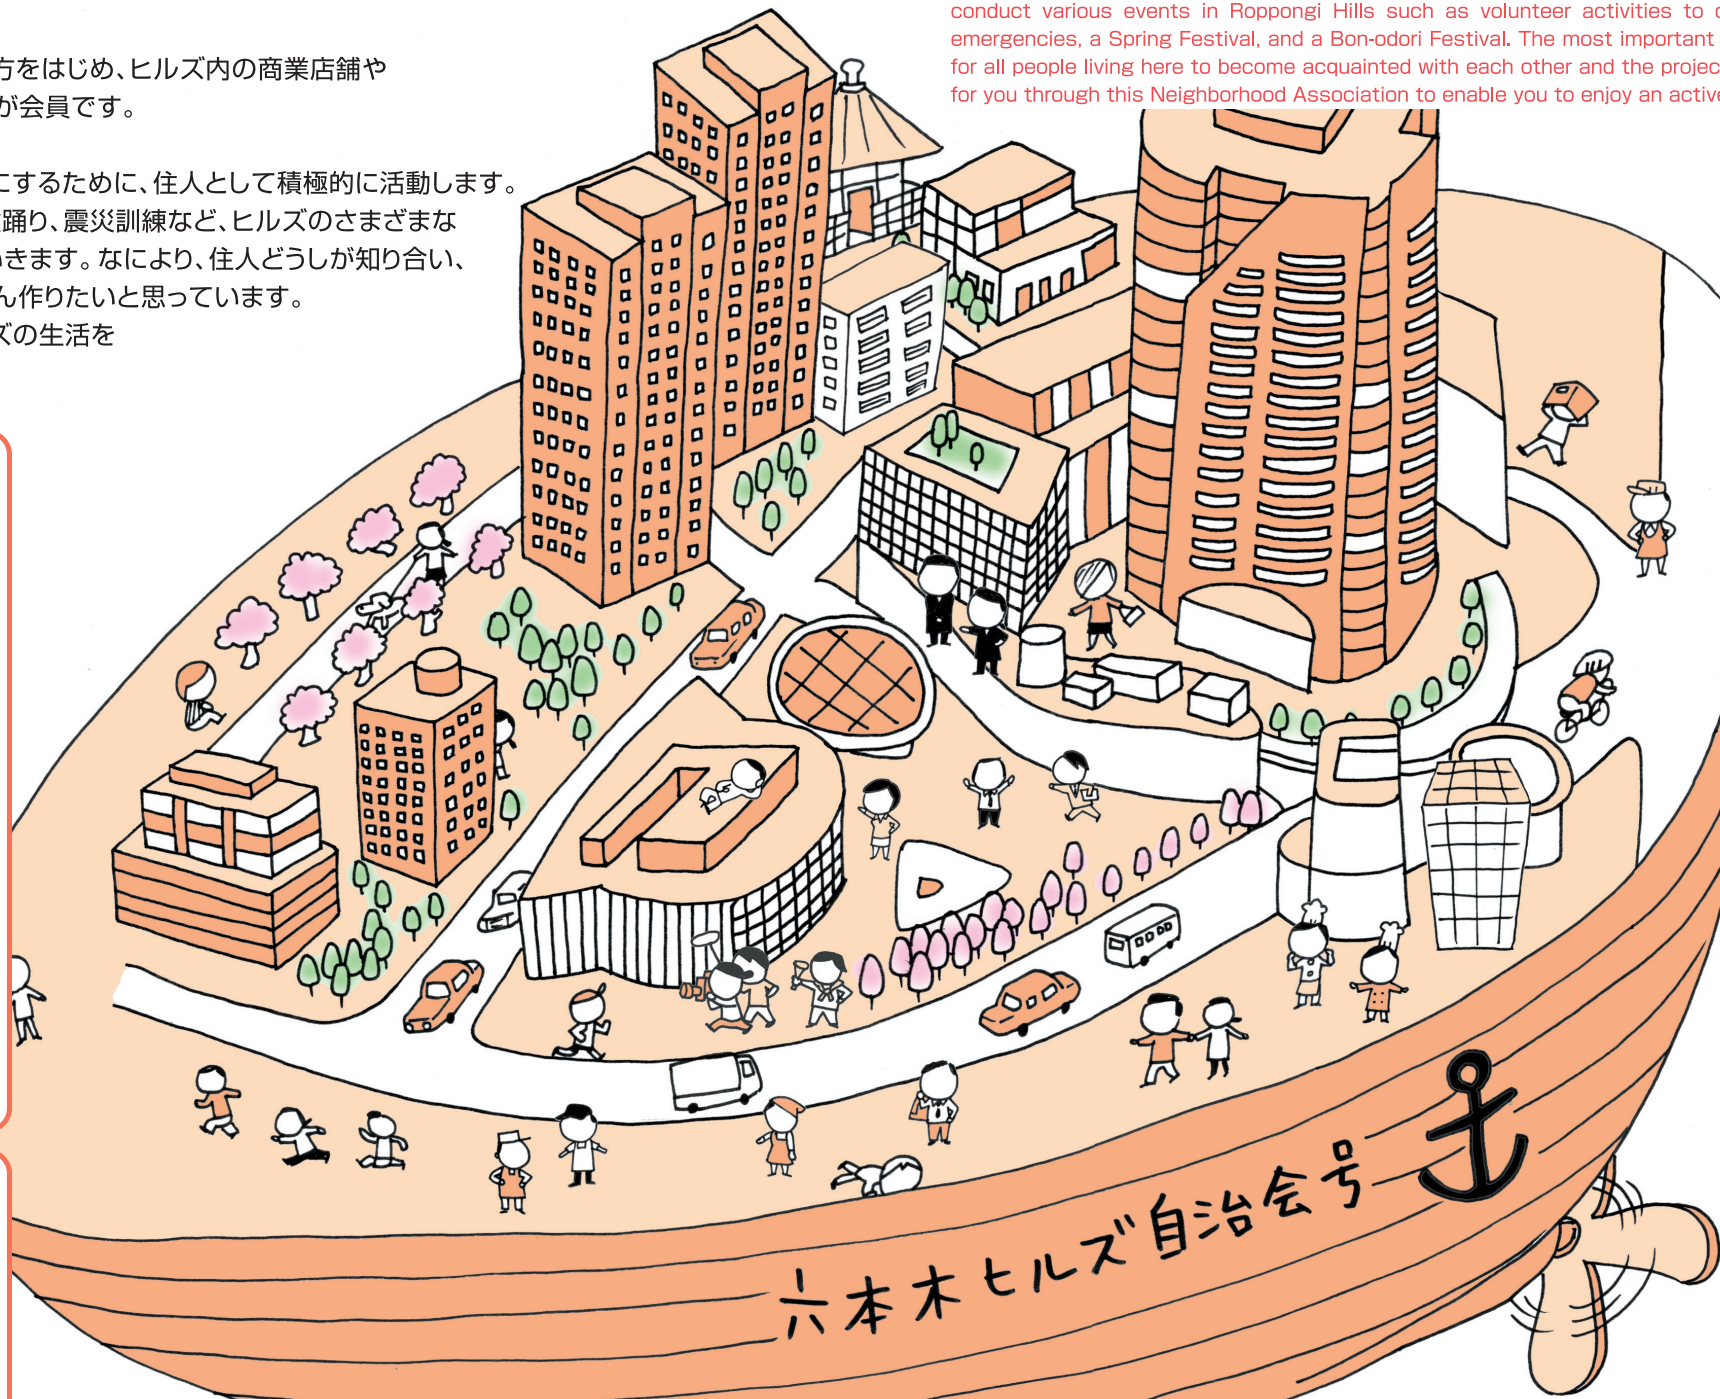 方をはじめ、ヒルズ内の商業店舗や
が会員です。
にするために、住人として積極的に活動します。
踊り、震災訓練など、ヒルズのさまざまな
きます。なにより、住人どうしが知り合い、
ん作りたいと思っています。
ズの生活を
conduct various events in Roppongi Hills such as volunteer activities to
emergencies, a Spring Festival, and a Bon-odori Festival. The most important
for all people living here to become acquainted with each other and the
for you through this Neighborhood Association to enable you to enjoy an
六本木ヒルズ自治会号